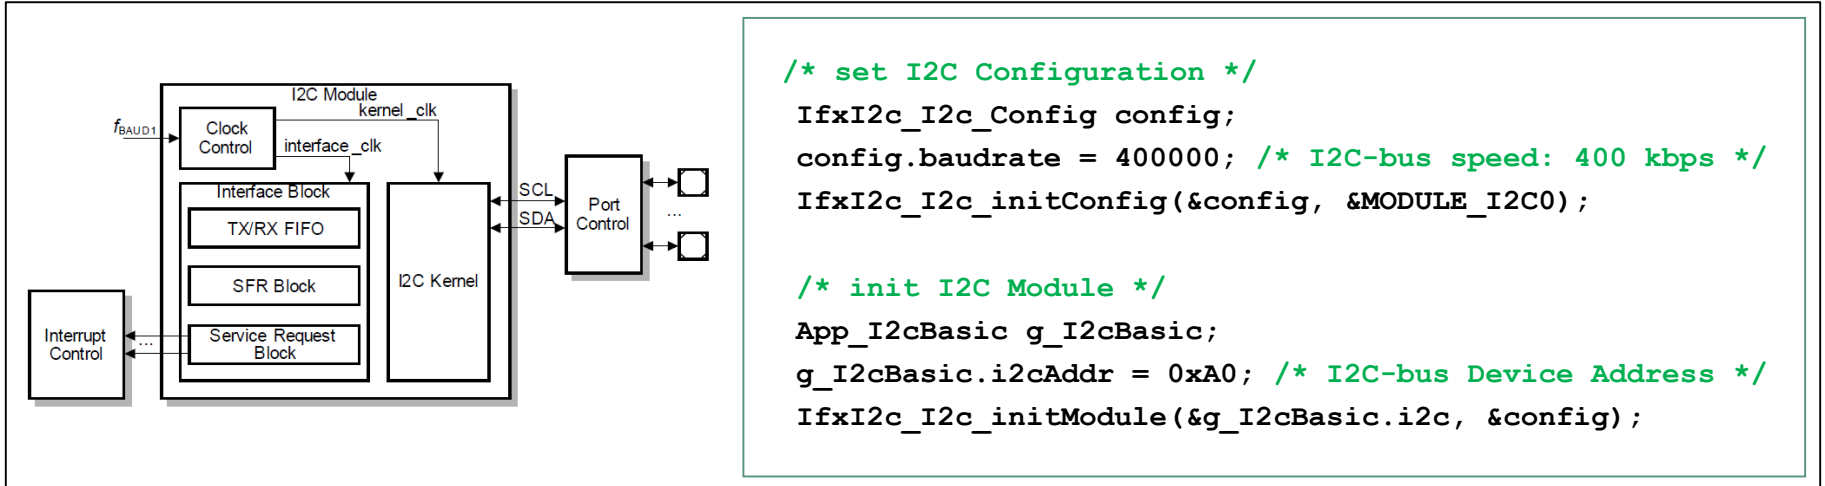 I2C Module
kernel_clk
fBAUD1
Clock
Control
interface_clk
Interface Block
TX/RX FIFO
SFR Block
Service Request
Block
I2C Kernel
SCL
SDA
Port
Control
...
Interrupt
Control
...
/* set I2C Configuration */
IfxI2c_I2c_Config config;
config.baudrate = 400000; /* I2C-bus speed: 400 kbps */
IfxI2c_I2c_initConfig(&config, &MODULE_I2C0);
/* init I2C Module */
App_I2cBasic g_I2cBasic;
g_I2cBasic.i2cAddr = 0xA0; /* I2C-bus Device Address */
IfxI2c_I2c_initModule(&g_I2cBasic.i2c, &config);